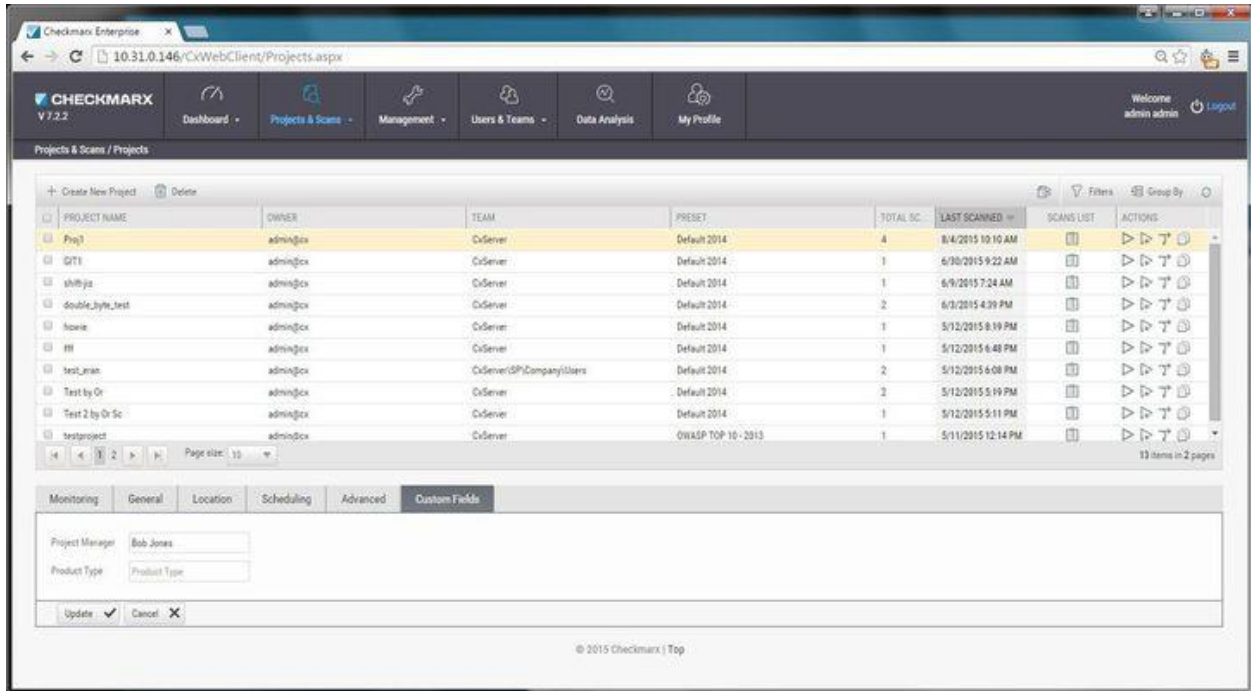 Checkmarx Enterprise
10.31.0.146/CxWebClient/Projects.aspx
CHECKMARX
V 7.2.2
Dashboard
Projects & Scans
Management
Users & Teams
Data Analysis
My Profile
Welcome
admin admin
Logout
Projects & Scans / Projects
Create New Project Delete Filters Group By
PROJECT NAME OWNER TEAM PRESET TOTAL SC... LAST SCANNED SCANS LIST ACTIONS
Proj1 admin@cx CxServer Default 2014 4 8/4/2015 10:10 AM
GIT1 admin@cx CxServer Default 2014 1 6/30/2015 9:22 AM
shift-jis admin@cx CxServer Default 2014 1 6/9/2015 7:24 AM
double_byte_test admin@cx CxServer Default 2014 2 6/3/2015 4:39 PM
howie admin@cx CxServer Default 2014 1 5/12/2015 8:19 PM
fff admin@cx CxServer Default 2014 1 5/12/2015 6:48 PM
test_eran admin@cx CxServer\SP\Company\Users Default 2014 2 5/12/2015 6:08 PM
Test by Or admin@cx CxServer Default 2014 2 5/12/2015 5:19 PM
Test 2 by Or Sc admin@cx CxServer Default 2014 1 5/12/2015 5:11 PM
testproject admin@cx CxServer OWASP TOP 10 - 2013 1 5/11/2015 12:14 PM
1 2 Page size: 10 13 items in 2 pages
Monitoring General Location Scheduling Advanced Custom Fields
Project Manager Bob Jones
Product Type Product Type
Update Cancel
© 2015 Checkmarx | Top